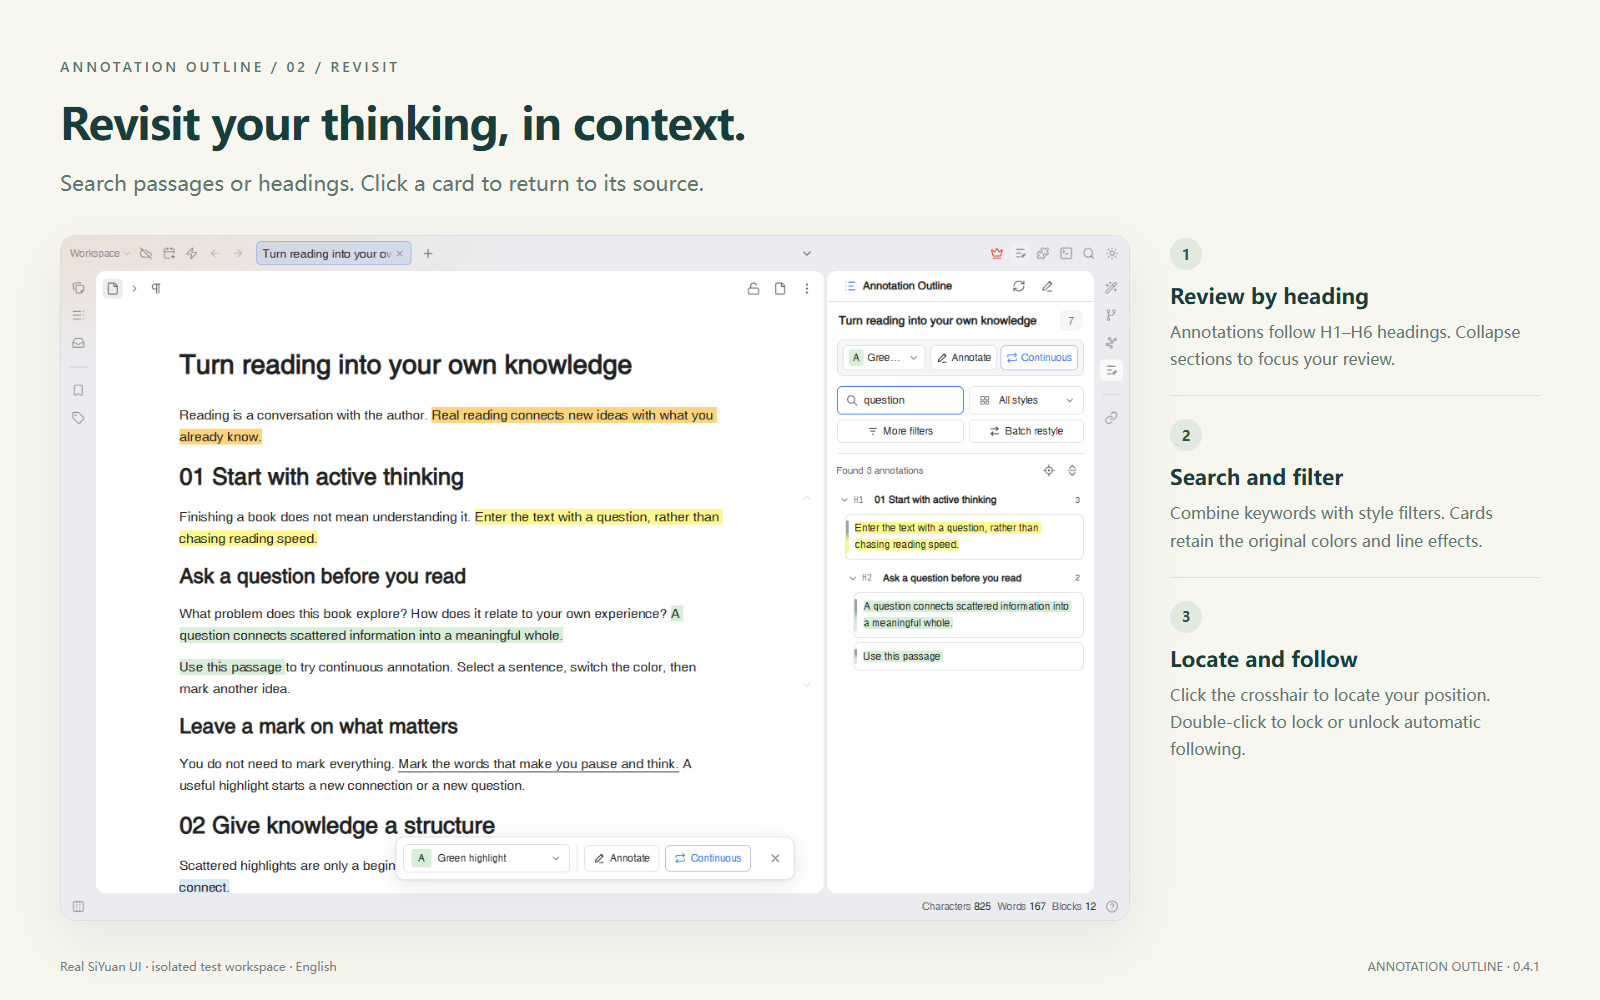 ANNOTATION OUTLINE / 02 / REVISIT
Revisit your thinking, in context.
Search passages or headings. Click a card to return to its source.
Workspace
Turn reading into your ov
Turn reading into your own knowledge
Reading is a conversation with the author. Real reading connects new ideas with what you
already know.
01 Start with active thinking
Finishing a book does not mean understanding it. Enter the text with a question, rather than
chasing reading speed.
Ask a question before you read
What problem does this book explore? How does it relate to your own experience? A
question connects scattered information into a meaningful whole.
Use this passage to try continuous annotation. Select a sentence, switch the color, then
mark another idea.
Leave a mark on what matters
You do not need to mark everything. Mark the words that make you pause and think. A
useful highlight starts a new connection or a new question.
02 Give knowledge a structure
Scattered highlights are only a begin
connect.
A Green highlight
Annotate
Continuous
Annotation Outline
Turn reading into your own knowledge 7
A Gree...
Annotate
Continuous
question
All styles
More filters
Batch restyle
Found 3 annotations
H1 01 Start with active thinking 3
Enter the text with a question, rather than
chasing reading speed.
H2 Ask a question before you read 2
A question connects scattered information into
a meaningful whole.
Use this passage
Characters 825 Words 167 Blocks 12
1
Review by heading
Annotations follow H1–H6 headings. Collapse
sections to focus your review.
2
Search and filter
Combine keywords with style filters. Cards
retain the original colors and line effects.
3
Locate and follow
Click the crosshair to locate your position.
Double-click to lock or unlock automatic
following.
Real SiYuan UI · isolated test workspace · English
ANNOTATION OUTLINE · 0.4.1